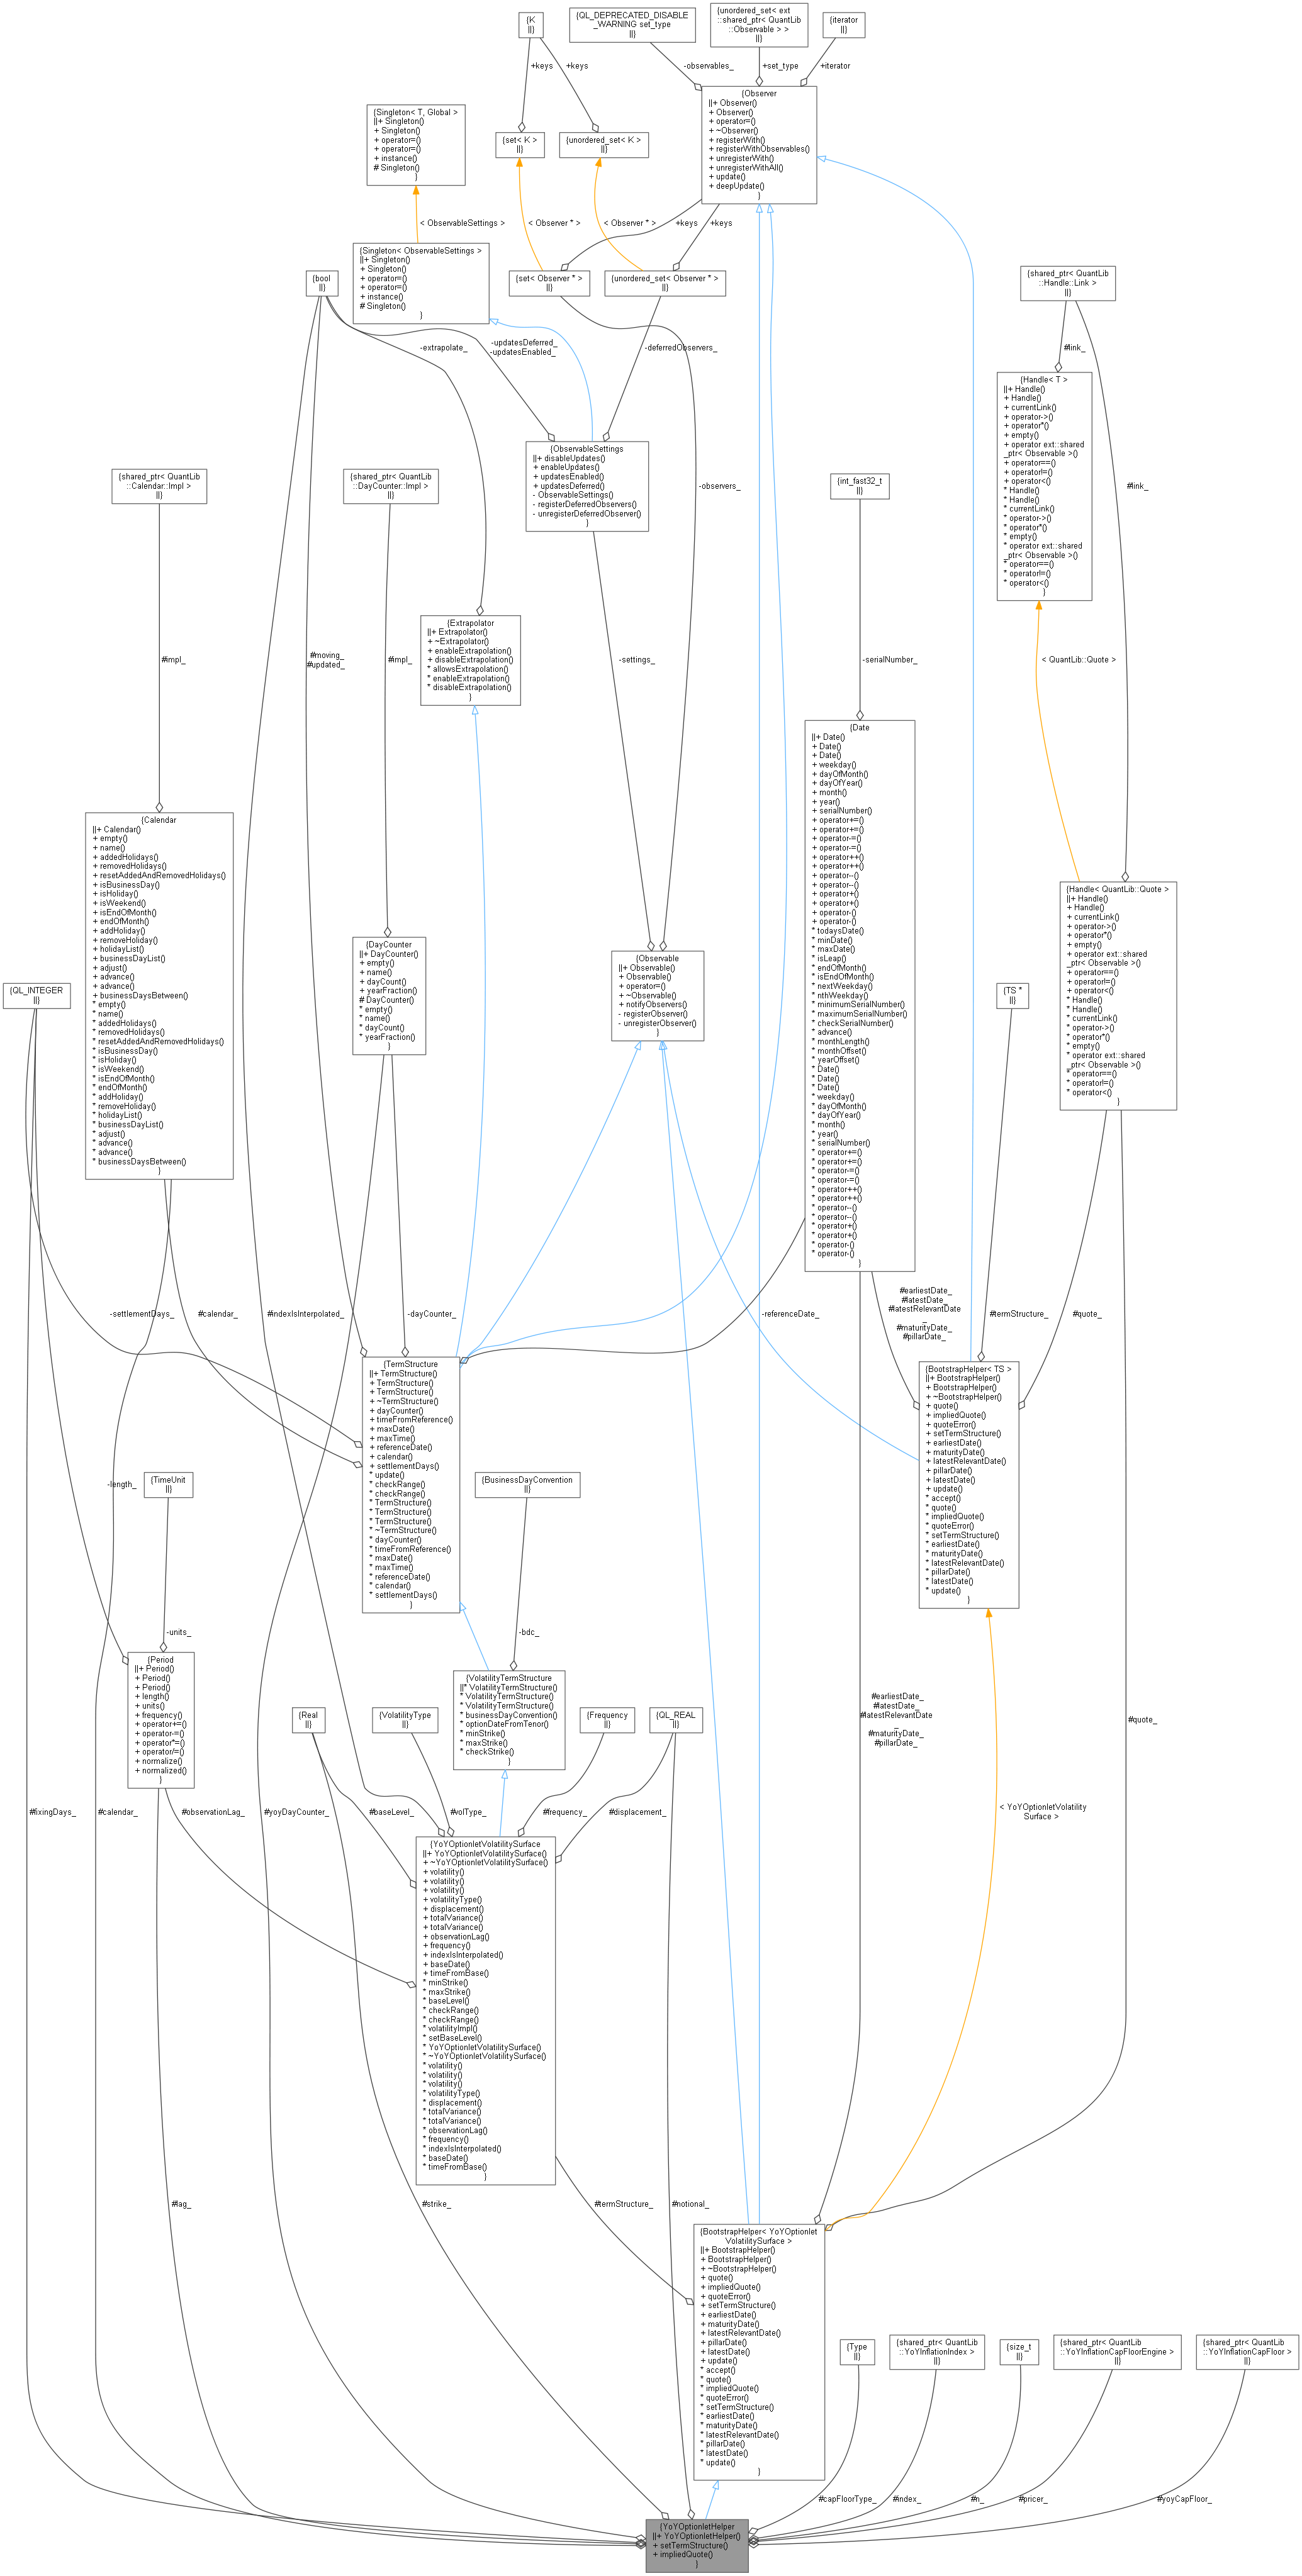 {K
||}
{QL_DEPRECATED_DISABLE
_WARNING set_type
||}
{unordered_set< ext
::shared_ptr< QuantLib
::Observable > >
||}
{iterator
||}
+keys
+keys
-observables_
+set_type
+iterator
{Observer
||+ Observer()
+ Observer()
+ operator=()
+ ~Observer()
+ registerWith()
+ registerWithObservables()
+ unregisterWith()
+ unregisterWithAll()
+ update()
+ deepUpdate()
}
{Singleton< T, Global >
||+ Singleton()
+ Singleton()
+ operator=()
+ operator=()
+ instance()
# Singleton()
}
{set< K >
||}
{unordered_set< K >
||}
< ObservableSettings >
< Observer * >
< Observer * >
+keys
+keys
{Singleton< ObservableSettings >
||+ Singleton()
+ Singleton()
+ operator=()
+ operator=()
+ instance()
# Singleton()
}
{bool
||}
{set< Observer * >
||}
{unordered_set< Observer * >
||}
{shared_ptr< QuantLib
::Handle::Link >
||}
-extrapolate_
-updatesDeferred_
-updatesEnabled_
-deferredObservers_
#link_
{Handle< T >
||+ Handle()
+ Handle()
+ currentLink()
+ operator->()
+ operator*()
+ empty()
+ operator ext::shared
_ptr< Observable >()
+ operator==()
+ operator!=()
+ operator<()
* Handle()
* Handle()
* currentLink()
* operator->()
* operator*()
* empty()
* operator ext::shared
_ptr< Observable >()
* operator==()
* operator!=()
* operator<()
}
{ObservableSettings
||+ disableUpdates()
+ enableUpdates()
+ updatesEnabled()
+ updatesDeferred()
- ObservableSettings()
- registerDeferredObservers()
- unregisterDeferredObserver()
}
{shared_ptr< QuantLib
::Calendar::Impl >
||}
{shared_ptr< QuantLib
::DayCounter::Impl >
||}
{int_fast32_t
||}
-observers_
#link_
{Extrapolator
||+ Extrapolator()
+ ~Extrapolator()
+ enableExtrapolation()
+ disableExtrapolation()
* allowsExtrapolation()
* enableExtrapolation()
* disableExtrapolation()
}
#impl_
#moving_
#updated_
#impl_
-settings_
-serialNumber_
< QuantLib::Quote >
{Date
||+ Date()
+ Date()
+ Date()
+ weekday()
+ dayOfMonth()
+ dayOfYear()
+ month()
+ year()
+ serialNumber()
+ operator+=()
+ operator+=()
+ operator-=()
+ operator-=()
+ operator++()
+ operator++()
+ operator--()
+ operator--()
+ operator+()
+ operator+()
+ operator-()
+ operator-()
* todaysDate()
* minDate()
* maxDate()
* isLeap()
* endOfMonth()
* isEndOfMonth()
* nextWeekday()
* nthWeekday()
* minimumSerialNumber()
* maximumSerialNumber()
* checkSerialNumber()
* advance()
* monthLength()
* monthOffset()
* yearOffset()
* Date()
* Date()
* Date()
* weekday()
* dayOfMonth()
* dayOfYear()
* month()
* year()
* serialNumber()
* operator+=()
* operator+=()
* operator-=()
* operator-=()
* operator++()
* operator++()
* operator--()
* operator--()
* operator+()
* operator+()
* operator-()
* operator-()
}
{Calendar
||+ Calendar()
+ empty()
+ name()
+ addedHolidays()
+ removedHolidays()
+ resetAddedAndRemovedHolidays()
+ isBusinessDay()
+ isHoliday()
+ isWeekend()
+ isEndOfMonth()
+ endOfMonth()
+ addHoliday()
+ removeHoliday()
+ holidayList()
+ businessDayList()
+ adjust()
+ advance()
+ advance()
+ businessDaysBetween()
* empty()
* name()
* addedHolidays()
* removedHolidays()
* resetAddedAndRemovedHolidays()
* isBusinessDay()
* isHoliday()
* isWeekend()
* isEndOfMonth()
* endOfMonth()
* addHoliday()
* removeHoliday()
* holidayList()
* businessDayList()
* adjust()
* advance()
* advance()
* businessDaysBetween()
}
{Handle< QuantLib::Quote >
||+ Handle()
+ Handle()
+ currentLink()
+ operator->()
+ operator*()
+ empty()
+ operator ext::shared
_ptr< Observable >()
+ operator==()
+ operator!=()
+ operator<()
* Handle()
* Handle()
* currentLink()
* operator->()
* operator*()
* empty()
* operator ext::shared
_ptr< Observable >()
* operator==()
* operator!=()
* operator<()
}
{DayCounter
||+ DayCounter()
+ empty()
+ name()
+ dayCount()
+ yearFraction()
# DayCounter()
* empty()
* name()
* dayCount()
* yearFraction()
}
{Observable
||+ Observable()
+ Observable()
+ operator=()
+ ~Observable()
+ notifyObservers()
- registerObserver()
- unregisterObserver()
}
{QL_INTEGER
||}
{TS *
||}
-settlementDays_
#calendar_
#indexIsInterpolated_
-dayCounter_
-referenceDate_
#earliestDate_
#latestDate_
#latestRelevantDate
_
#maturityDate_
#pillarDate_
#termStructure_
#quote_
{TermStructure
||+ TermStructure()
+ TermStructure()
+ TermStructure()
+ ~TermStructure()
+ dayCounter()
+ timeFromReference()
+ maxDate()
+ maxTime()
+ referenceDate()
+ calendar()
+ settlementDays()
* update()
* checkRange()
* checkRange()
* TermStructure()
* TermStructure()
* TermStructure()
* ~TermStructure()
* dayCounter()
* timeFromReference()
* maxDate()
* maxTime()
* referenceDate()
* calendar()
* settlementDays()
}
{BootstrapHelper< TS >
||+ BootstrapHelper()
+ BootstrapHelper()
+ ~BootstrapHelper()
+ quote()
+ impliedQuote()
+ quoteError()
+ setTermStructure()
+ earliestDate()
+ maturityDate()
+ latestRelevantDate()
+ pillarDate()
+ latestDate()
+ update()
* accept()
* quote()
* impliedQuote()
* quoteError()
* setTermStructure()
* earliestDate()
* maturityDate()
* latestRelevantDate()
* pillarDate()
* latestDate()
* update()
}
{TimeUnit
||}
{BusinessDayConvention
||}
-length_
-units_
-bdc_
{Period
||+ Period()
+ Period()
+ Period()
+ length()
+ units()
+ frequency()
+ operator+=()
+ operator-=()
+ operator*=()
+ operator/=()
+ normalize()
+ normalized()
}
{VolatilityTermStructure
||* VolatilityTermStructure()
* VolatilityTermStructure()
* VolatilityTermStructure()
* businessDayConvention()
* optionDateFromTenor()
* minStrike()
* maxStrike()
* checkStrike()
}
{Real
||}
{VolatilityType
||}
{Frequency
||}
{QL_REAL
||}
#earliestDate_
#latestDate_
#latestRelevantDate
_
#maturityDate_
#pillarDate_
#quote_
#fixingDays_
#calendar_
#observationLag_
#yoyDayCounter_
#baseLevel_
#volType_
#frequency_
#displacement_
< YoYOptionletVolatility
Surface >
{YoYOptionletVolatilitySurface
||+ YoYOptionletVolatilitySurface()
+ ~YoYOptionletVolatilitySurface()
+ volatility()
+ volatility()
+ volatility()
+ volatilityType()
+ displacement()
+ totalVariance()
+ totalVariance()
+ observationLag()
+ frequency()
+ indexIsInterpolated()
+ baseDate()
+ timeFromBase()
* minStrike()
* maxStrike()
* baseLevel()
* checkRange()
* checkRange()
* volatilityImpl()
* setBaseLevel()
* YoYOptionletVolatilitySurface()
* ~YoYOptionletVolatilitySurface()
* volatility()
* volatility()
* volatility()
* volatilityType()
* displacement()
* totalVariance()
* totalVariance()
* observationLag()
* frequency()
* indexIsInterpolated()
* baseDate()
* timeFromBase()
}
#lag_
#strike_
#termStructure_
#notional_
{BootstrapHelper< YoYOptionlet
VolatilitySurface >
||+ BootstrapHelper()
+ BootstrapHelper()
+ ~BootstrapHelper()
+ quote()
+ impliedQuote()
+ quoteError()
+ setTermStructure()
+ earliestDate()
+ maturityDate()
+ latestRelevantDate()
+ pillarDate()
+ latestDate()
+ update()
* accept()
* quote()
* impliedQuote()
* quoteError()
* setTermStructure()
* earliestDate()
* maturityDate()
* latestRelevantDate()
* pillarDate()
* latestDate()
* update()
}
{Type
||}
{shared_ptr< QuantLib
::YoYInflationIndex >
||}
{size_t
||}
{shared_ptr< QuantLib
::YoYInflationCapFloorEngine >
||}
{shared_ptr< QuantLib
::YoYInflationCapFloor >
||}
#capFloorType_
#index_
#n_
#pricer_
#yoyCapFloor_
{YoYOptionletHelper
||+ YoYOptionletHelper()
+ setTermStructure()
+ impliedQuote()
}